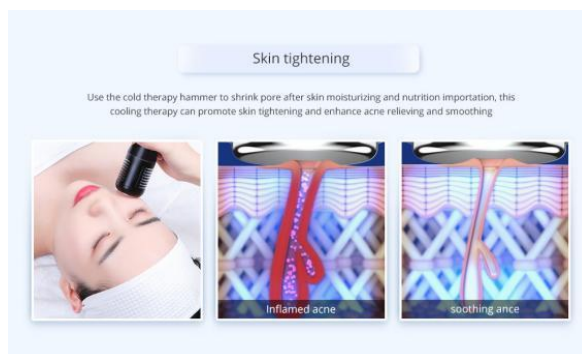 Skin tightening
Use the cold therapy hammer to shrink pore after skin moisturizing and nutrition importation, this
cooling therapy can promote skin tightening and enhance acne relieving and smoothing
Inflamed acne
soothing ance